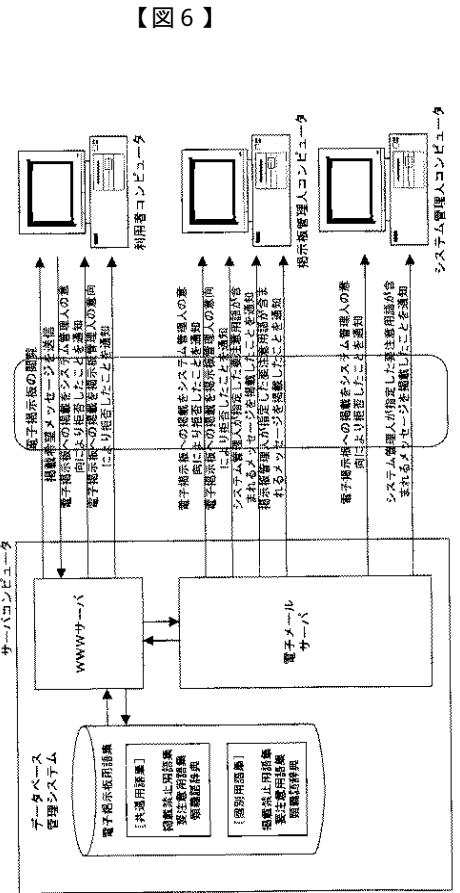 【図６】
サーバコンピュータ
データベース
管理システム
電子掲示板用語集
［共通用語集］
掲載禁止用語集
要注意用語集
類義語辞典
［個別用語集］
掲載禁止用語集
要注意用語集
類義語辞典
WWWサーバ
電子メール
サーバ
電子掲示板の閲覧
掲載希望メッセージを送信
電子掲示板への掲載をシステム管理人の意
向により拒否したことを通知
電子掲示板への掲載を掲示板管理人の意向
により拒否したことを通知
電子掲示板への掲載をシステム管理人の意
向により拒否したことを通知
電子掲示板への掲載を掲示板管理人の意向
により拒否したことを通知
システム管理人が指定した要注意用語が含
まれるメッセージを掲載したことを通知
掲示板管理人が指定した要注意用語が含ま
れるメッセージを掲載したことを通知
電子掲示板への掲載をシステム管理人の意
向により拒否したことを通知
システム管理人が指定した要注意用語が含
まれるメッセージを掲載したことを通知
利用者コンピュータ
掲示板管理人コンピュータ
システム管理人コンピュータ